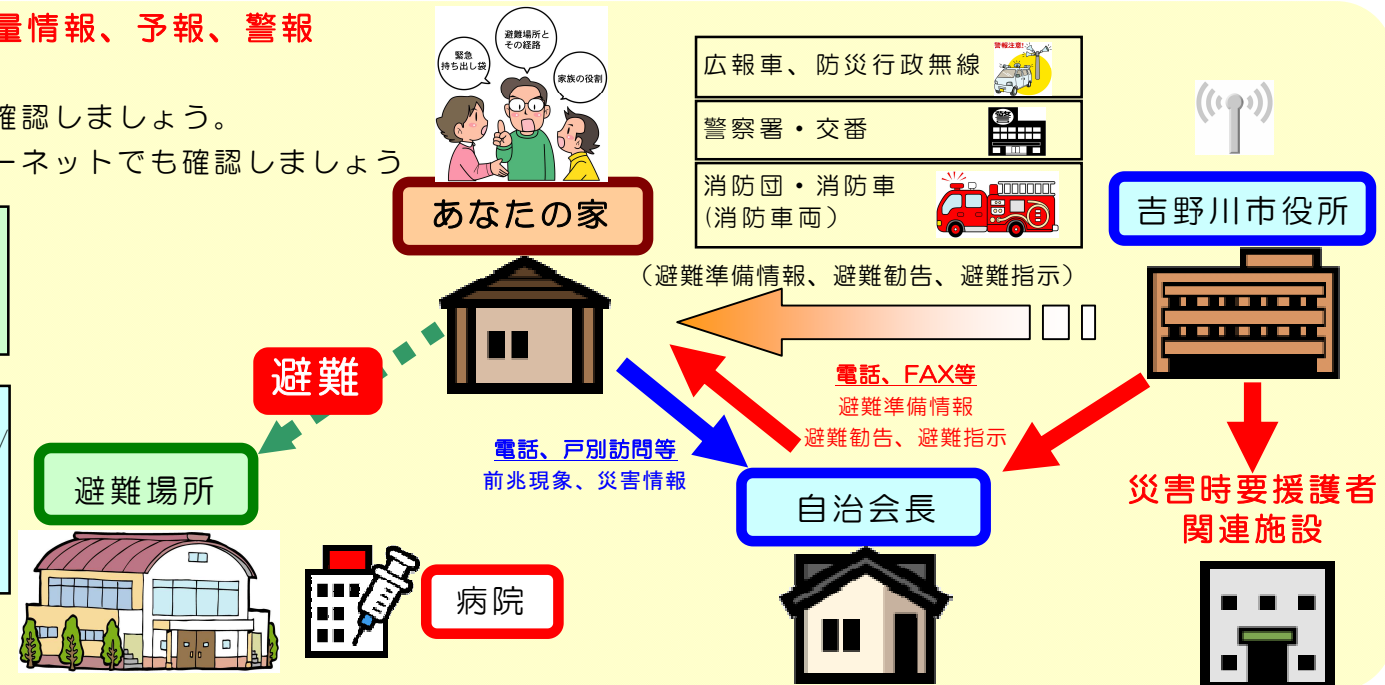 量情報、予報、警報
確認しましょう。
ーネットでも確認しましょう
緊急
持ち出し袋
避難場所と
その経路
家族の役割
あなたの家
広報車、防災行政無線
警報注意!
警察署・交番
警
消防団・消防車
(消防車両)
吉野川市役所
(避難準備情報、避難勧告、避難指示)
避難
電話、FAX等
避難準備情報
避難勧告、避難指示
電話、戸別訪問等
前兆現象、災害情報
避難場所
自治会長
災害時要援護者
関連施設
病院